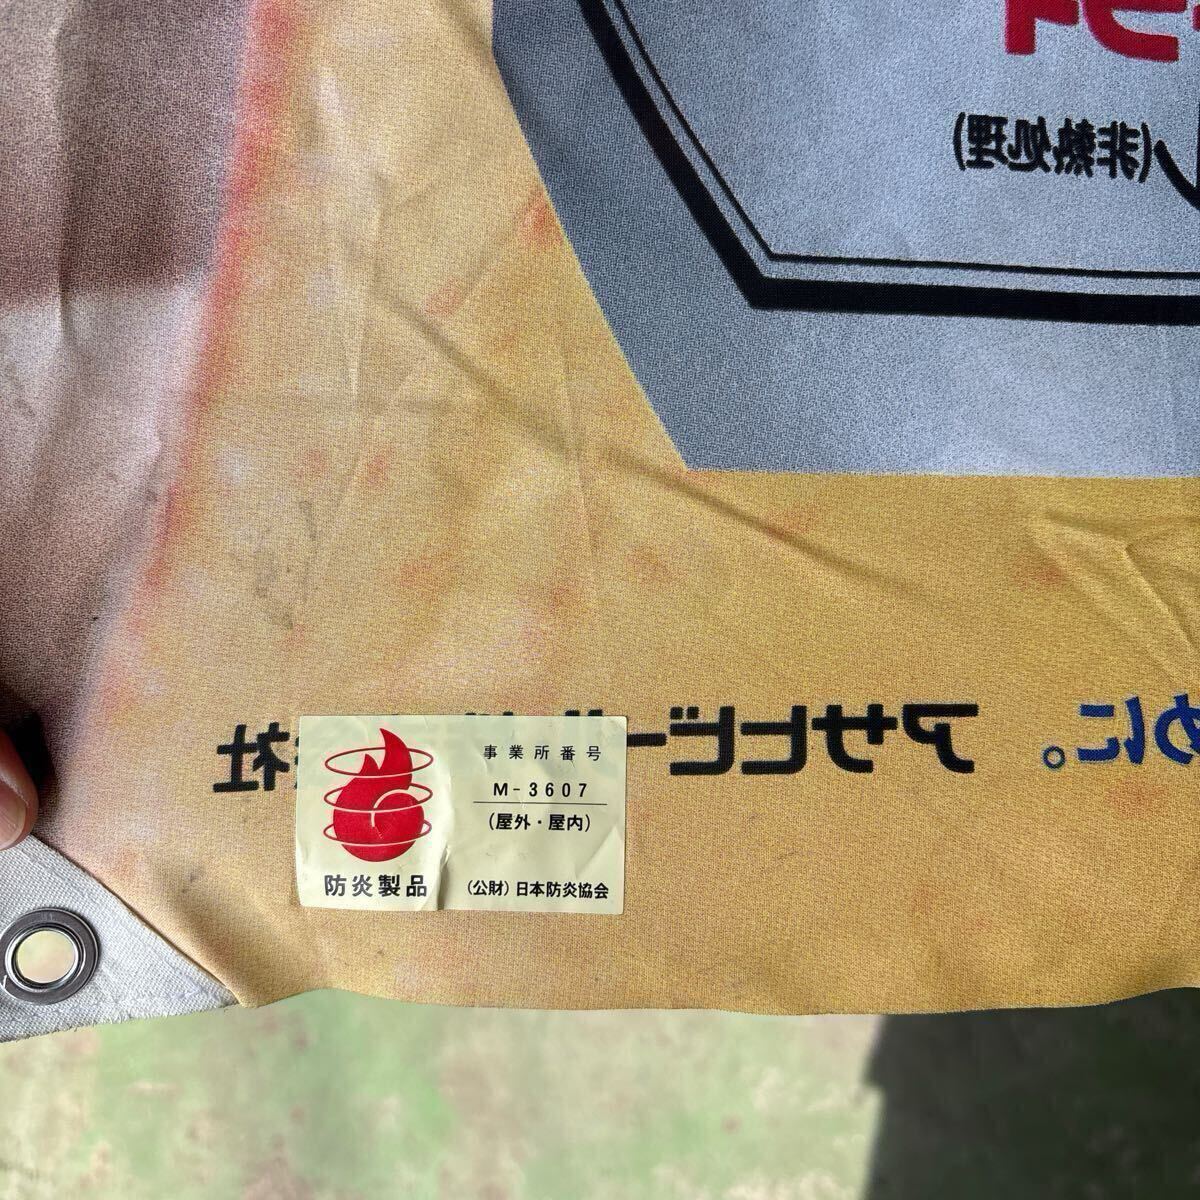 (非熱処理)
めに。
アサヒビール
社
事業所番号
M-3607
(屋外・屋内)
防炎製品
(公財)日本防炎協会